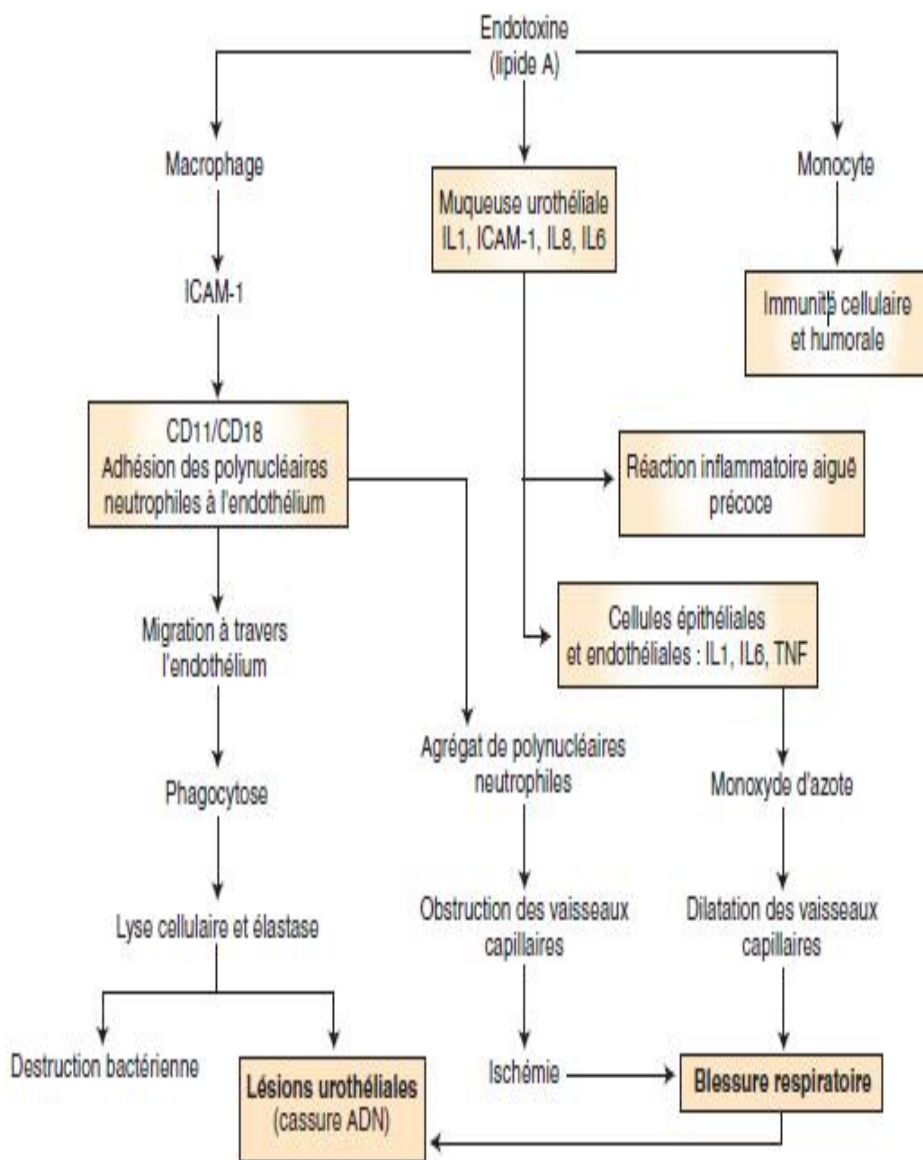 Endotoxine
(lipide A)
Macrophage
Monocyte
Muqueuse urothéliale
IL1, ICAM-1, IL8, IL6
ICAM-1
Immunité cellulaire
et humorale
CD11/CD18
Adhésion des polynucléaires
neutrophiles à l'endothélium
Réaction inflammatoire aiguë
précoce
Cellules épithéliales
et endothéliales : IL1, IL6, TNF
Migration à travers
l'endothélium
Agrégat de polynucléaires
neutrophiles
Monoxyde d'azote
Phagocytose
Obstruction des vaisseaux
capillaires
Dilatation des vaisseaux
capillaires
Lyse cellulaire et élastase
Destruction bactérienne
Lésions urothéliales
(cassure ADN)
Ischémie
Blessure respiratoire